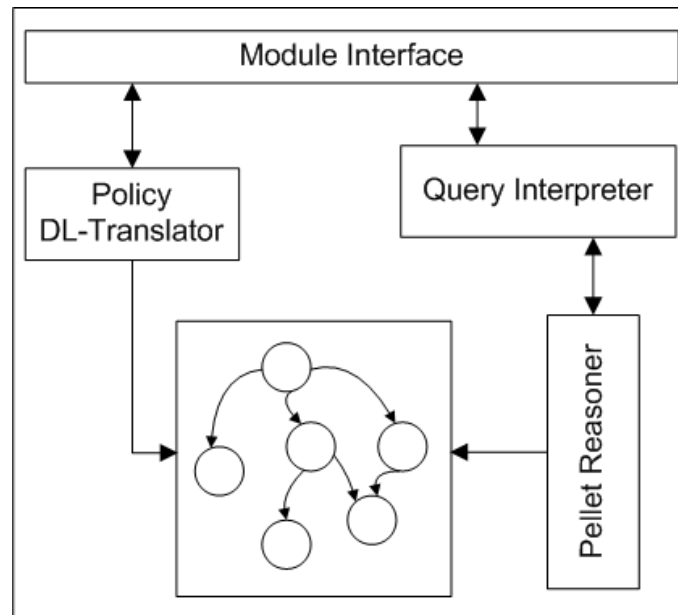 Module Interface
Policy
DL-Translator
Query Interpreter
Pellet Reasoner